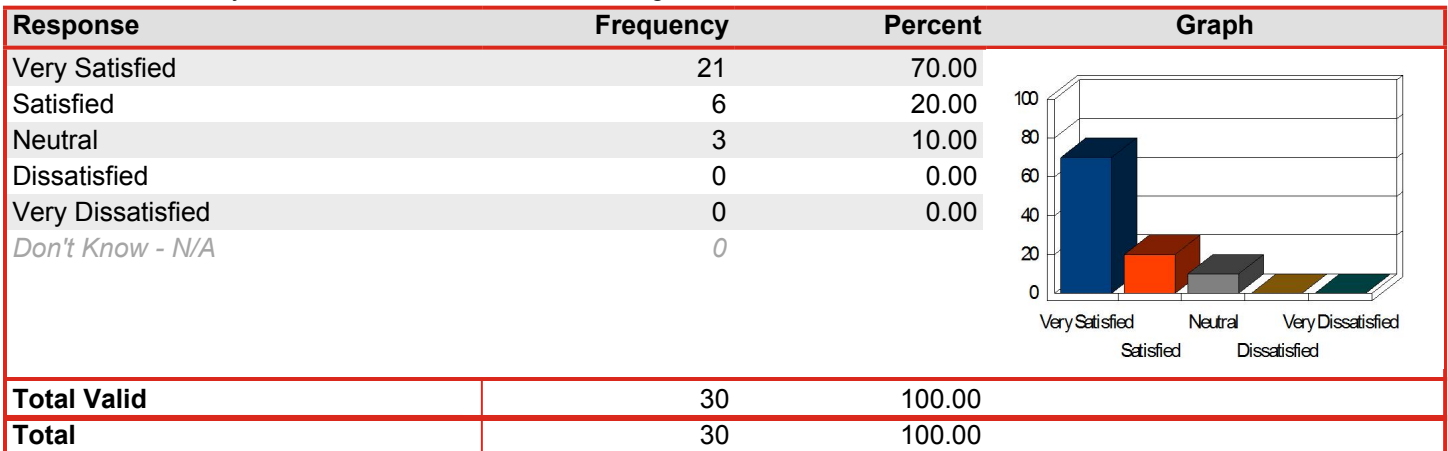 Response Frequency Percent Graph
Very Satisfied 21 70.00
Satisfied 6 20.00
Neutral 3 10.00
Dissatisfied 0 0.00
Very Dissatisfied 0 0.00
Don't Know - N/A 0
100
80
60
40
20
0
Very Satisfied Neutral Very Dissatisfied
Satisfied Dissatisfied
Total Valid 30 100.00
Total 30 100.00